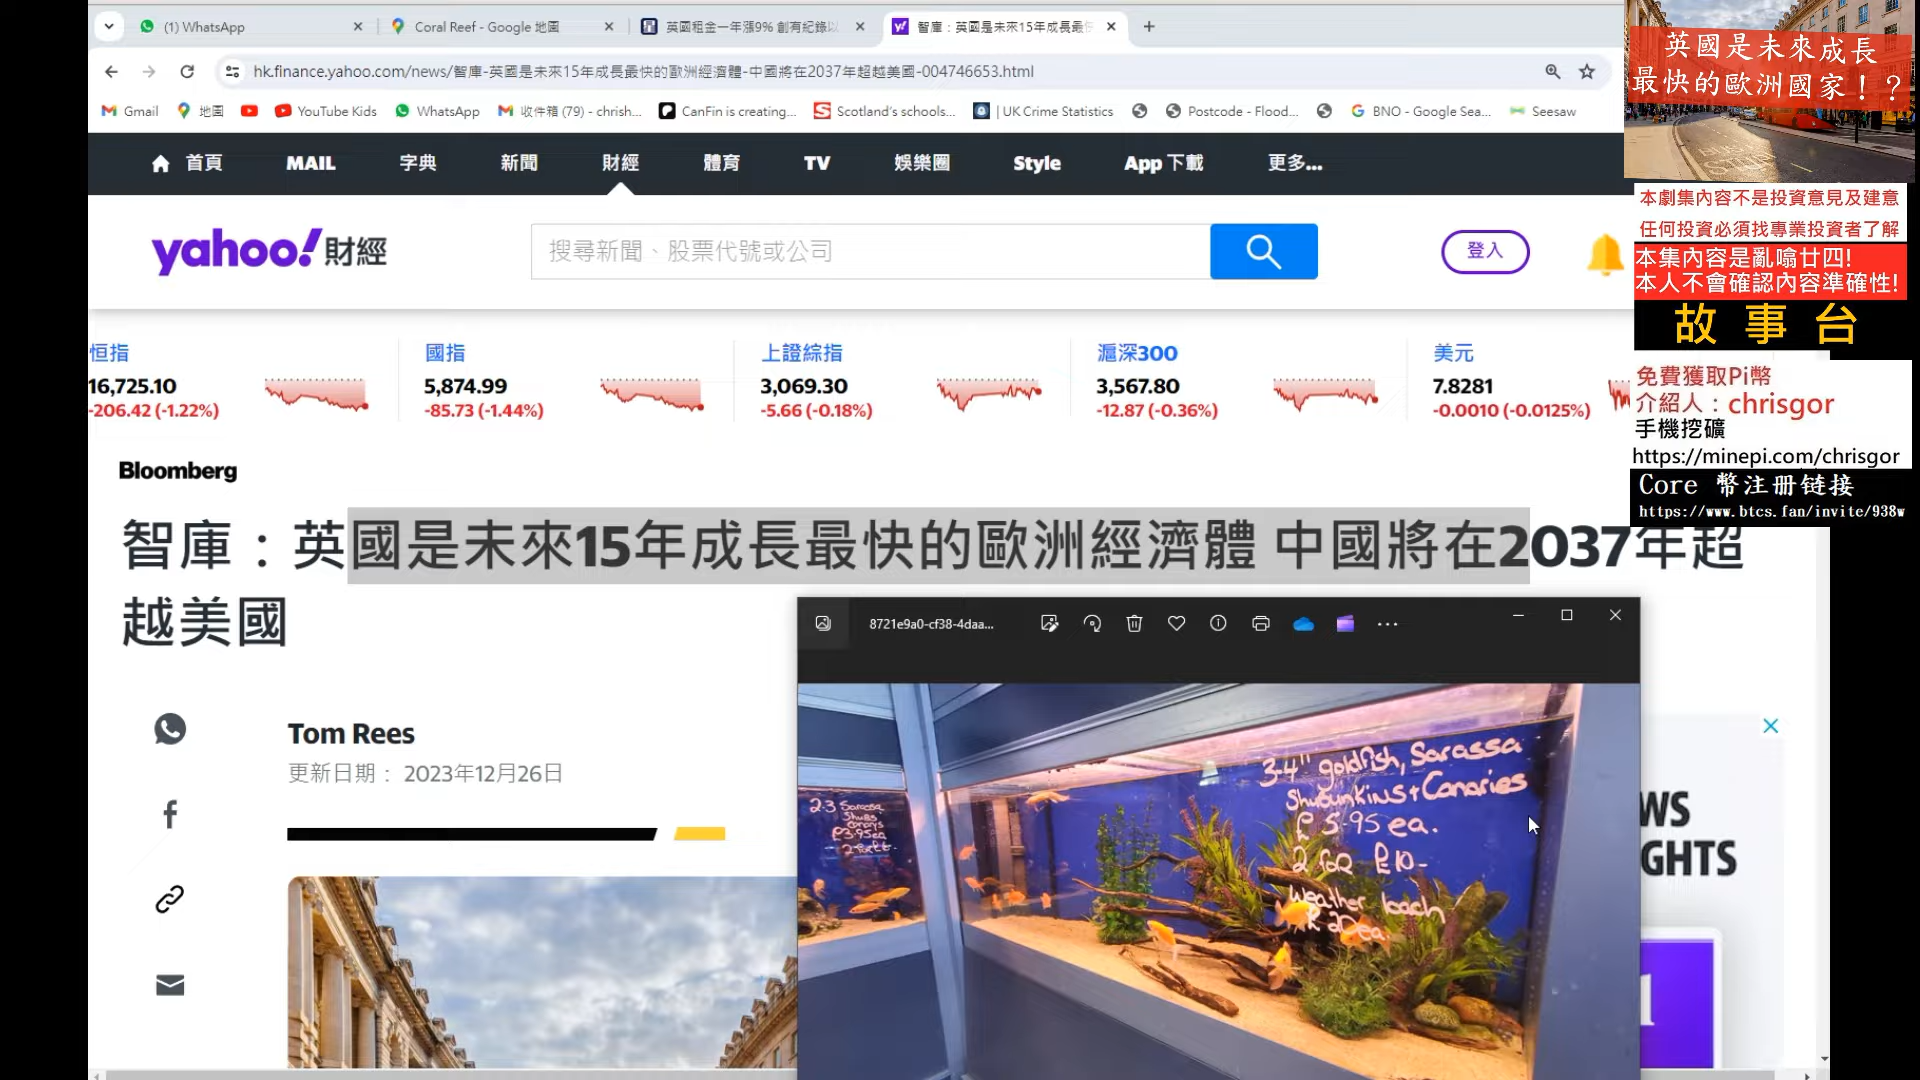 (1) WhatsApp
Coral Reef - Google 地圖
英國租金一年漲9% 創有紀錄以
智庫：英國是未來15年成長最快
hk.finance.yahoo.com/news/智庫-英國是未來15年成長最快的歐洲經濟體-中國將在2037年超越美國-004746653.html
Gmail
地圖
YouTube Kids
WhatsApp
收件箱 (79) - chrish...
CanFin is creating...
Scotland's schools...
| UK Crime Statistics
Postcode - Flood...
BNO - Google Sea...
Seesaw
首頁
MAIL
字典
新聞
財經
體育
TV
娛樂圈
Style
App 下載
更多...
yahoo!財經
搜尋新聞、股票代號或公司
登入
恒指
16,725.10
-206.42 (-1.22%)
國指
5,874.99
-85.73 (-1.44%)
上證綜指
3,069.30
-5.66 (-0.18%)
滬深300
3,567.80
-12.87 (-0.36%)
美元
7.8281
-0.0010 (-0.0125%)
Bloomberg
智庫：英國是未來15年成長最快的歐洲經濟體 中國將在2037年超
越美國
Tom Rees
更新日期： 2023年12月26日
8721e9a0-cf38-4daa...
2-3 Sarassa
Shubs
Canarys
£3.95ea
2 for £
3-4" goldfish, Sarassa
Shubunkins + Canaries
£5.95 ea.
2 for £10-
Weather loach
ea.
WS
GHTS
1
英國是未來成長
最快的歐洲國家！？
本劇集內容不是投資意見及建意
任何投資必須找專業投資者了解
本集內容是亂噏廿四!
本人不會確認內容準確性!
故 事 台
免費獲取Pi幣
介紹人：chrisgor
手機挖礦
https://minepi.com/chrisgor
Core 幣注册链接
https://www.btcs.fan/invite/938w